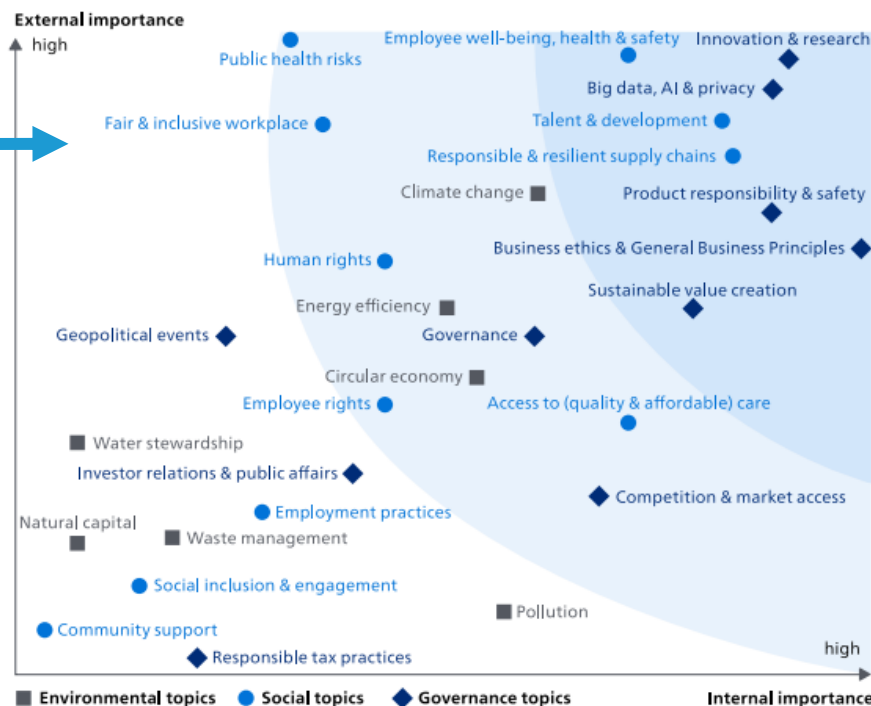 External importance
high
Public health risks
Employee well-being, health & safety
Innovation & research
Big data, AI & privacy
Fair & inclusive workplace
Talent & development
Responsible & resilient supply chains
Climate change
Product responsibility & safety
Business ethics & General Business Principles
Human rights
Sustainable value creation
Energy efficiency
Geopolitical events
Governance
Circular economy
Employee rights
Access to (quality & affordable) care
Water stewardship
Investor relations & public affairs
Competition & market access
Employment practices
Natural capital
Waste management
Social inclusion & engagement
Pollution
Community support
Responsible tax practices
high
Environmental topics
Social topics
Governance topics
Internal importance